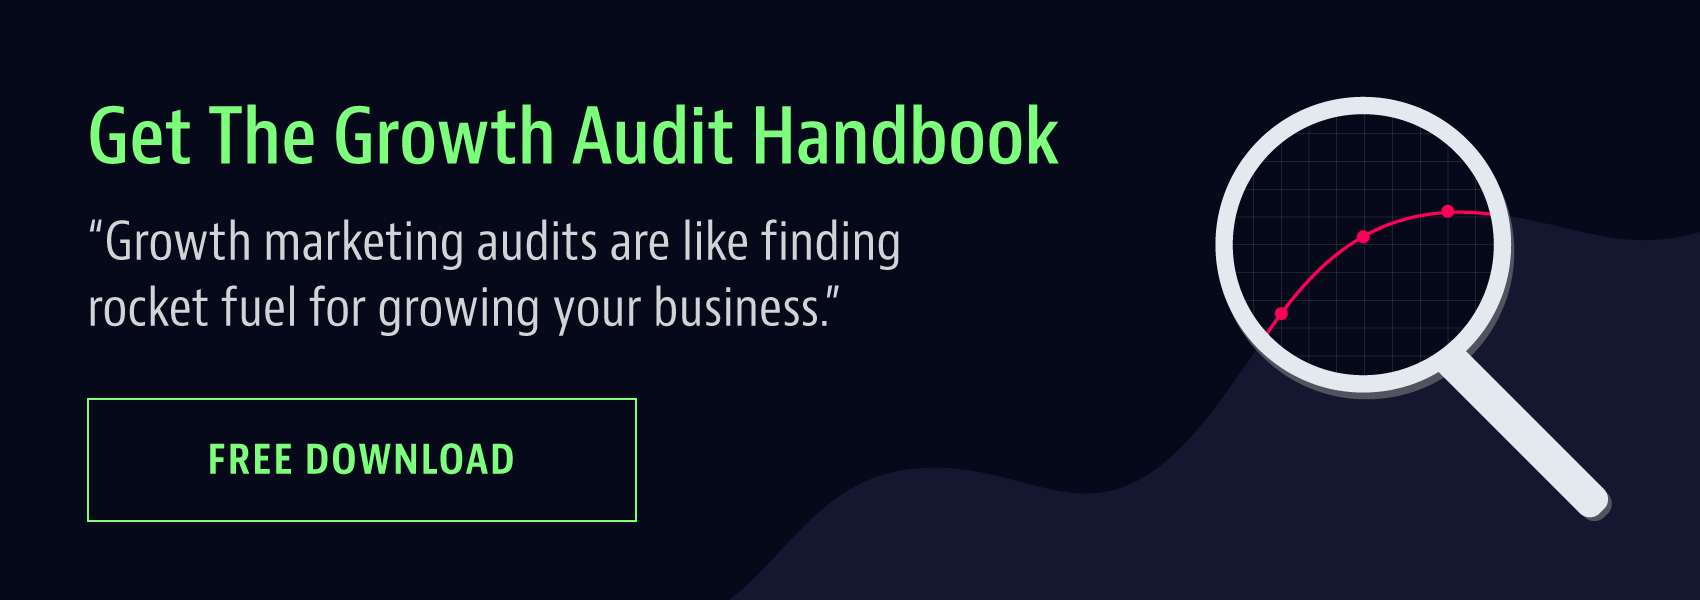 Get The Growth Audit Handbook
“Growth marketing audits are like finding
rocket fuel for growing your business.”
FREE DOWNLOAD